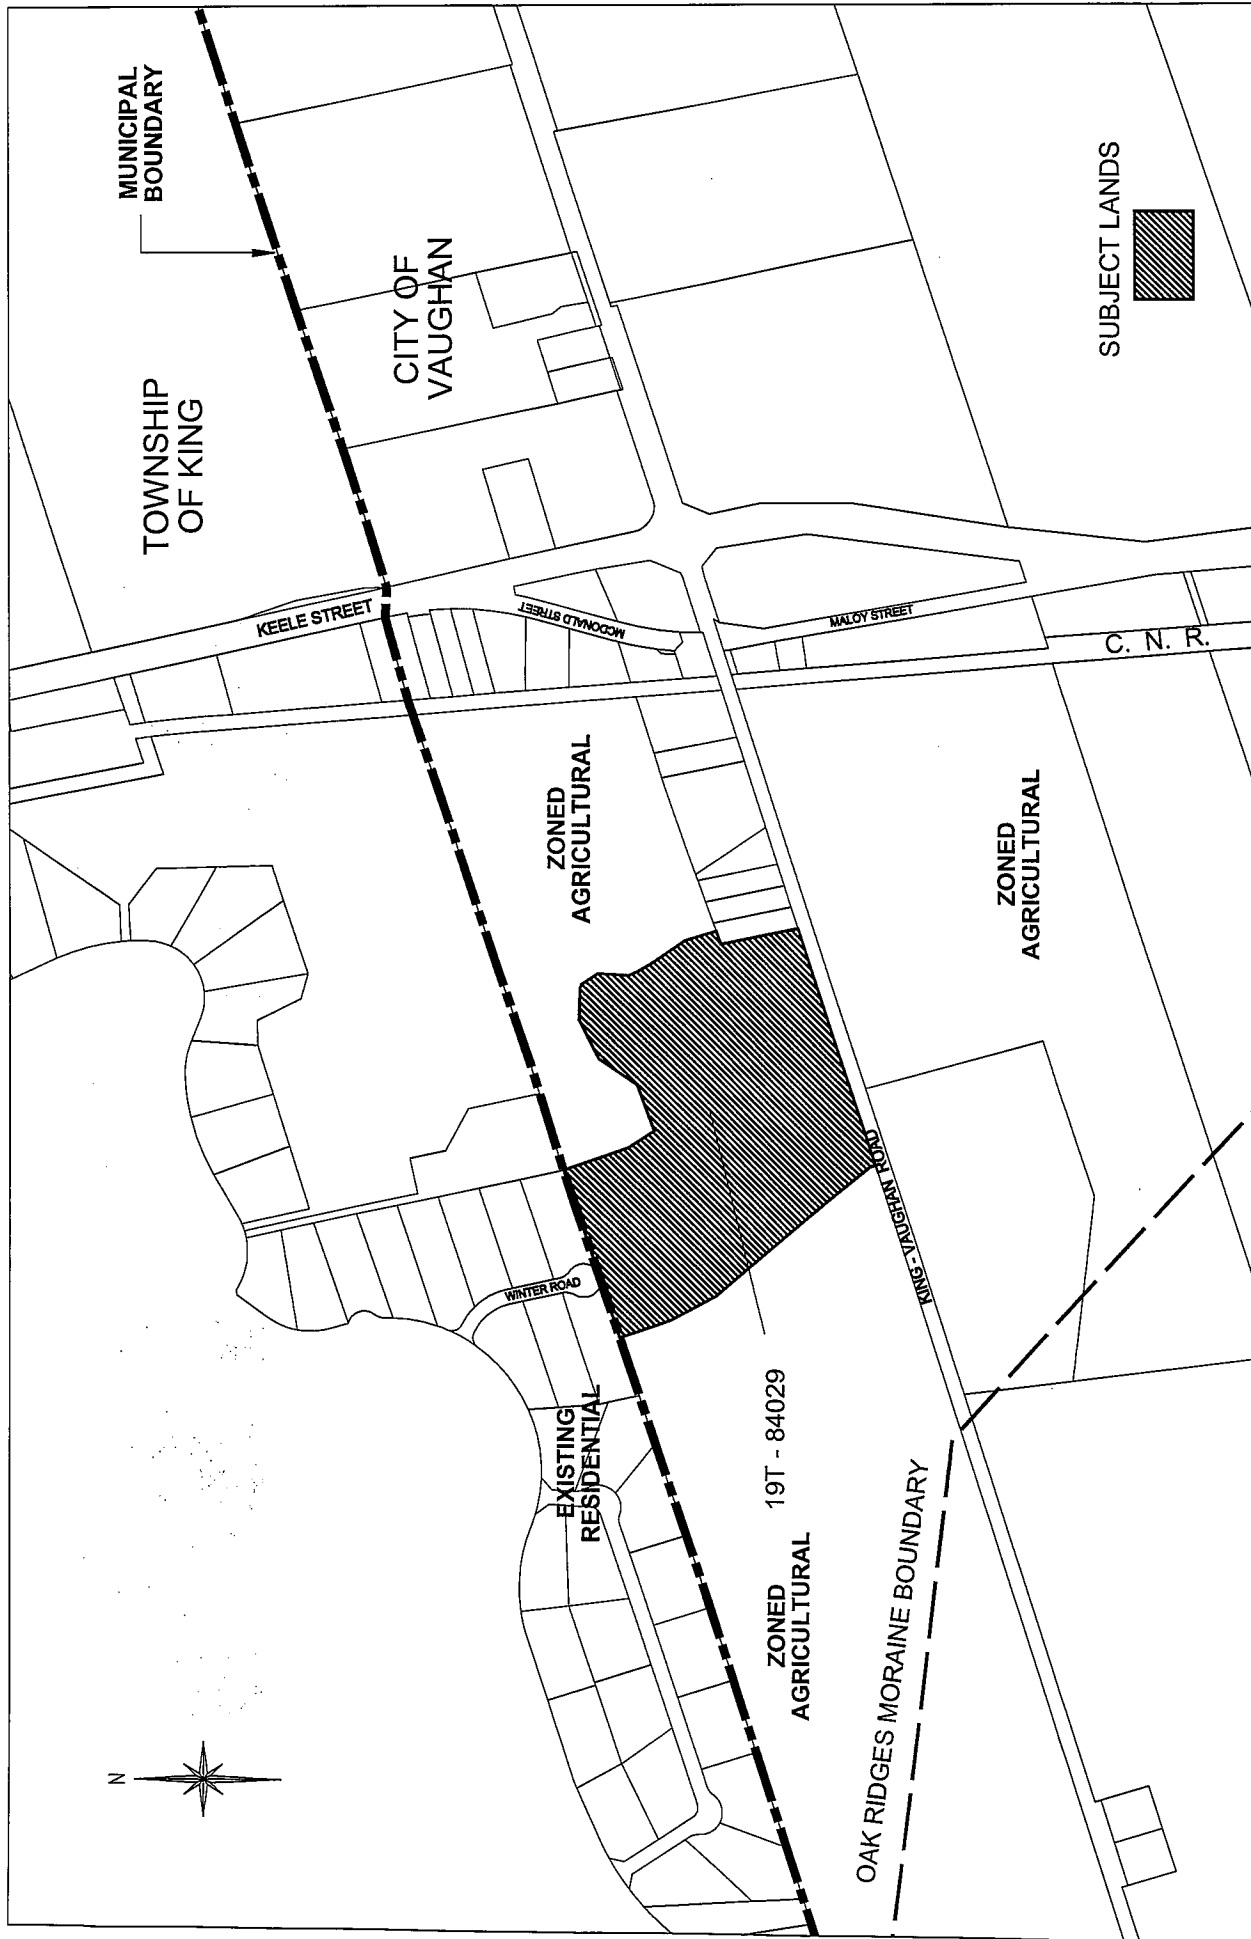 MUNICIPAL
BOUNDARY
TOWNSHIP
OF KING
CITY OF
VAUGHAN
SUBJECT LANDS
KEELE STREET
MCDONALD STREET
MALOY STREET
C. N. R.
ZONED
AGRICULTURAL
ZONED
AGRICULTURAL
KING - VAUGHAN ROAD
WINTER ROAD
EXISTING
RESIDENTIAL
19T - 84029
ZONED
AGRICULTURAL
OAK RIDGES MORAINE BOUNDARY
N